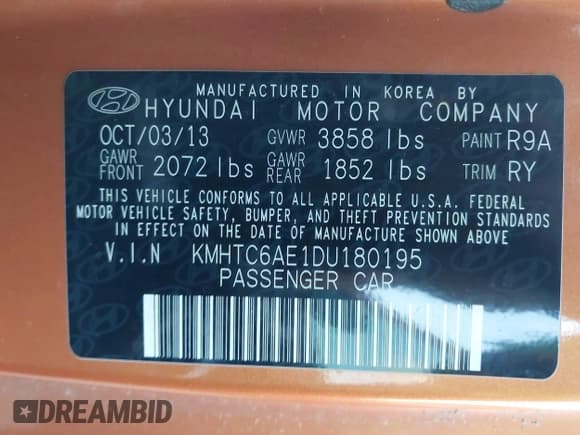 MANUFACTURED IN KOREA BY
HYUNDAI MOTOR COMPANY
OCT/03/13 GVWR 3858 lbs PAINT R9A
GAWR FRONT 2072 lbs GAWR REAR 1852 lbs TRIM RY
THIS VEHICLE CONFORMS TO ALL APPLICABLE U.S.A. FEDERAL
MOTOR VEHICLE SAFETY, BUMPER, AND THEFT PREVENTION STANDARDS
IN EFFECT ON THE DATE OF MANUFACTURE SHOWN ABOVE
V.I.N KMHTC6AE1DU180195
PASSENGER CAR
DREAMBID